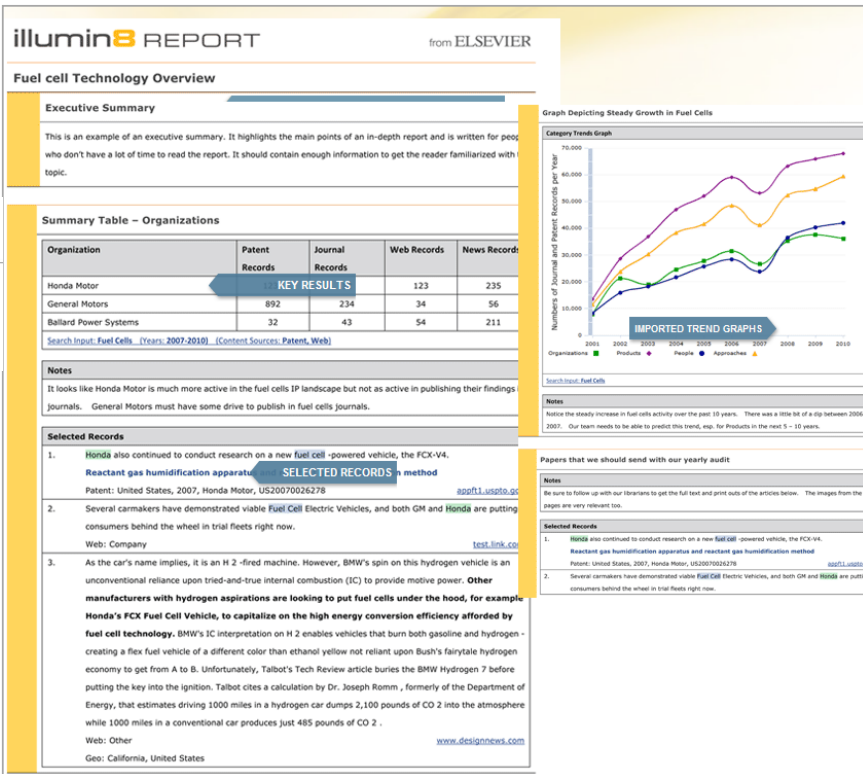 illumin8 REPORT
from ELSEVIER
Fuel cell Technology Overview
Executive Summary
This is an example of an executive summary. It highlights the main points of an in-depth report and is written for
who don't have a lot of time to read the report. It should contain enough information to get the reader familiarized with
topic.
Summary Table – Organizations
Organization Patent Records Journal Records Web Records News Records
Honda Motor 123 235
KEY RESULTS
General Motors 892 234 34 56
Ballard Power Systems 32 43 54 211
Search Input: Fuel Cells (Years: 2007-2010) (Content Sources: Patent, Web)
Notes
It looks like Honda Motor is much more active in the fuel cells IP landscape but not as active in publishing their findings
journals. General Motors must have some drive to publish in fuel cells journals.
Selected Records
1. Honda also continued to conduct research on a new fuel cell -powered vehicle, the FCX-V4.
Reactant gas humidification apparatus
SELECTED RECORDS
method
Patent: United States, 2007, Honda Motor, US20070026278
appft1.uspto.go
2. Several carmakers have demonstrated viable Fuel Cell Electric Vehicles, and both GM and Honda are putting
consumers behind the wheel in trial fleets right now.
Web: Company
test.link.co
3. As the car's name implies, it is an H 2 -fired machine. However, BMW's spin on this hydrogen vehicle is an
unconventional reliance upon tried-and-true internal combustion (IC) to provide motive power. Other
manufacturers with hydrogen aspirations are looking to put fuel cells under the hood, for example
Honda's FCX Fuel Cell Vehicle, to capitalize on the high energy conversion efficiency afforded by
fuel cell technology. BMW's IC interpretation on H 2 enables vehicles that burn both gasoline and hydrogen -
creating a flex fuel vehicle of a different color than ethanol yellow not reliant upon Bush's fairytale hydrogen
economy to get from A to B. Unfortunately, Talbot's Tech Review article buries the BMW Hydrogen 7 before
putting the key into the ignition. Talbot cites a calculation by Dr. Joseph Romm , formerly of the Department of
Energy, that estimates driving 1000 miles in a hydrogen car dumps 2,100 pounds of CO 2 into the atmosphere
while 1000 miles in a conventional car produces just 485 pounds of CO 2 .
Web: Other
www.designnews.com
Geo: California, United States
Graph Depicting Steady Growth in Fuel Cells
Category Trends Graph
Numbers of Journal and Patent Records per Year
70,000
60,000
50,000
40,000
30,000
20,000
10,000
0
IMPORTED TREND GRAPHS
2001 2002 2003 2004 2005 2006 2007 2008 2009 2010
Organizations Products People Approaches
Search Input: Fuel Cells
Notes
Notice the steady increase in fuel cells activity over the past 10 years. There was a little bit of a dip between 2006
2007. Our team needs to be able to predict this trend, esp. for Products in the next 5 – 10 years.
Papers that we should send with our yearly audit
Notes
Be sure to follow up with our librarians to get the full text and print outs of the articles below. The images from the
pages are very relevant too.
Selected Records
1. Honda also continued to conduct research on a new fuel cell -powered vehicle, the FCX-V4.
Reactant gas humidification apparatus and reactant gas humidification method
Patent: United States, 2007, Honda Motor, US20070026278
appft1.uspto
2. Several carmakers have demonstrated viable Fuel Cell Electric Vehicles, and both GM and Honda are putti
consumers behind the wheel in trial fleets right now.